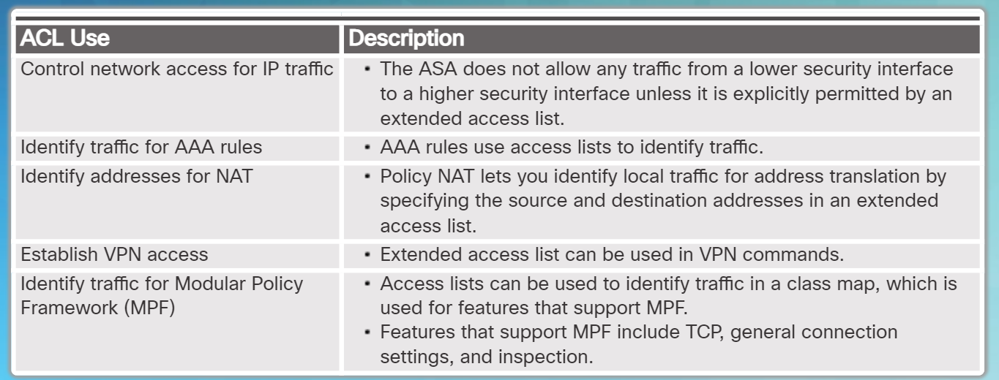 ACL Use
Description
Control network access for IP traffic
• The ASA does not allow any traffic from a lower security interface
to a higher security interface unless it is explicitly permitted by an
extended access list.
Identify traffic for AAA rules
• AAA rules use access lists to identify traffic.
Identify addresses for NAT
• Policy NAT lets you identify local traffic for address translation by
specifying the source and destination addresses in an extended
access list.
Establish VPN access
• Extended access list can be used in VPN commands.
Identify traffic for Modular Policy
Framework (MPF)
• Access lists can be used to identify traffic in a class map, which is
used for features that support MPF.
• Features that support MPF include TCP, general connection
settings, and inspection.